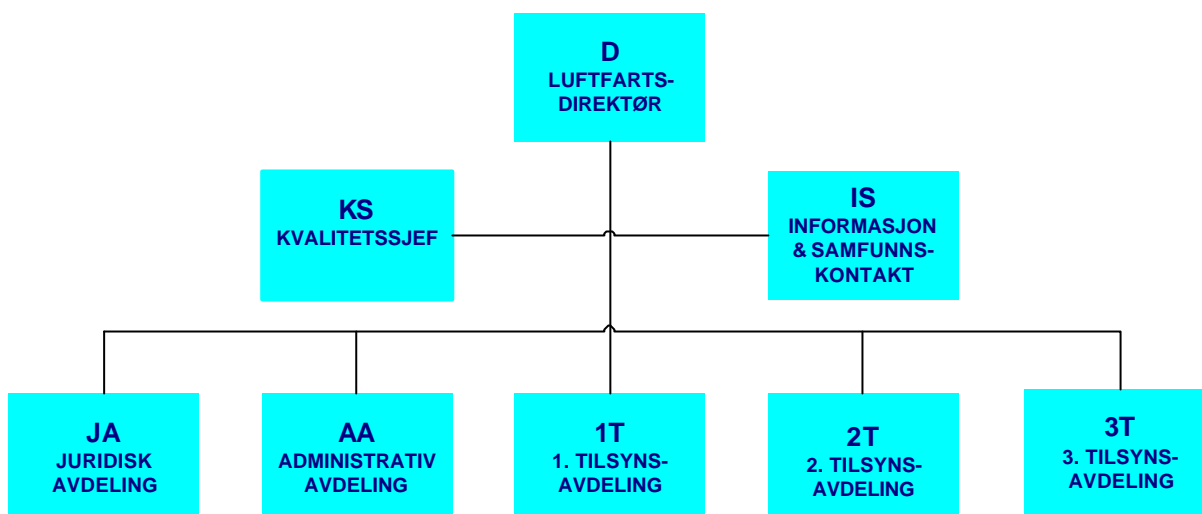 D
LUFTFARTS-
DIREKTØR
KS
KVALITETSSJEF
IS
INFORMASJON
& SAMFUNNS-
KONTAKT
JA
JURIDISK
AVDELING
AA
ADMINISTRATIV
AVDELING
1T
1. TILSYNS-
AVDELING
2T
2. TILSYNS-
AVDELING
3T
3. TILSYNS-
AVDELING